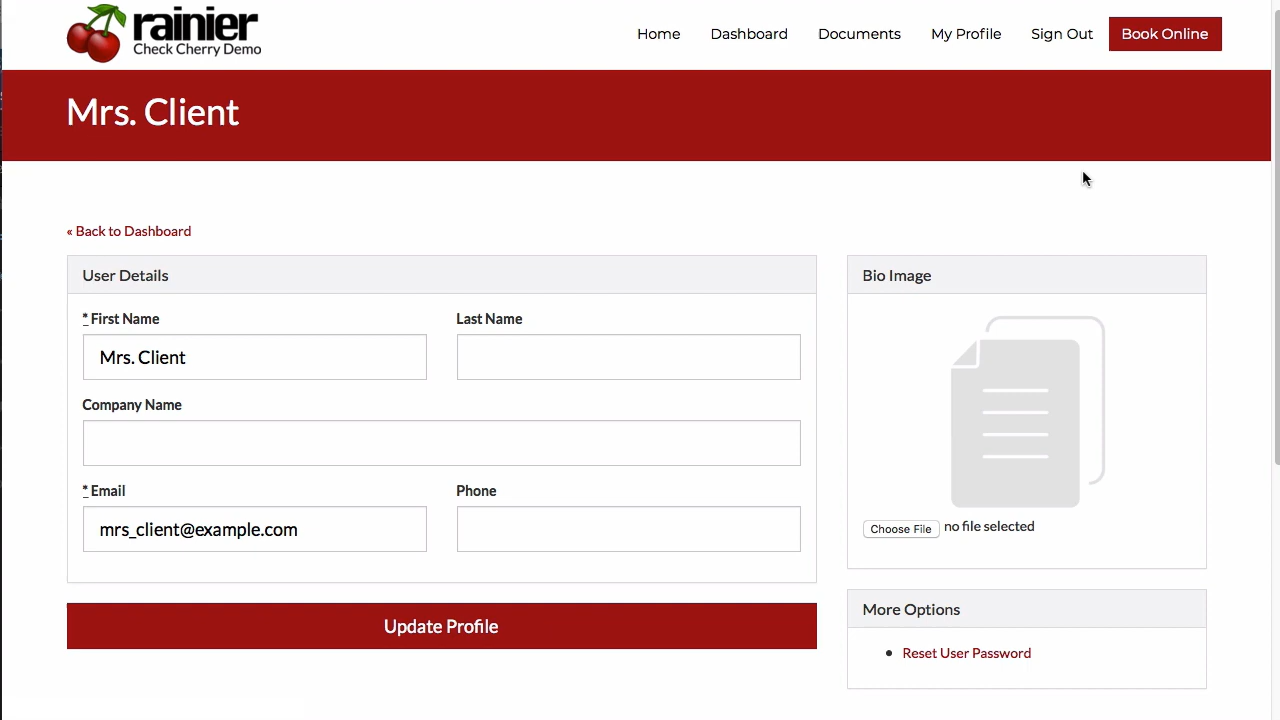 rainier
Check Cherry Demo
Home Dashboard Documents My Profile Sign Out Book Online
Mrs. Client
« Back to Dashboard
User Details
* First Name Last Name
Mrs. Client
Company Name
* Email Phone
mrs_client@example.com
Update Profile
Bio Image
Choose File no file selected
More Options
• Reset User Password